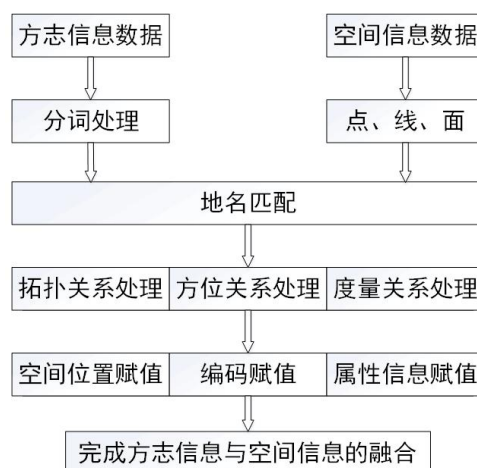 方志信息数据 空间信息数据
分词处理 点、线、面
地名匹配
拓扑关系处理 方位关系处理 度量关系处理
空间位置赋值 编码赋值 属性信息赋值
完成方志信息与空间信息的融合